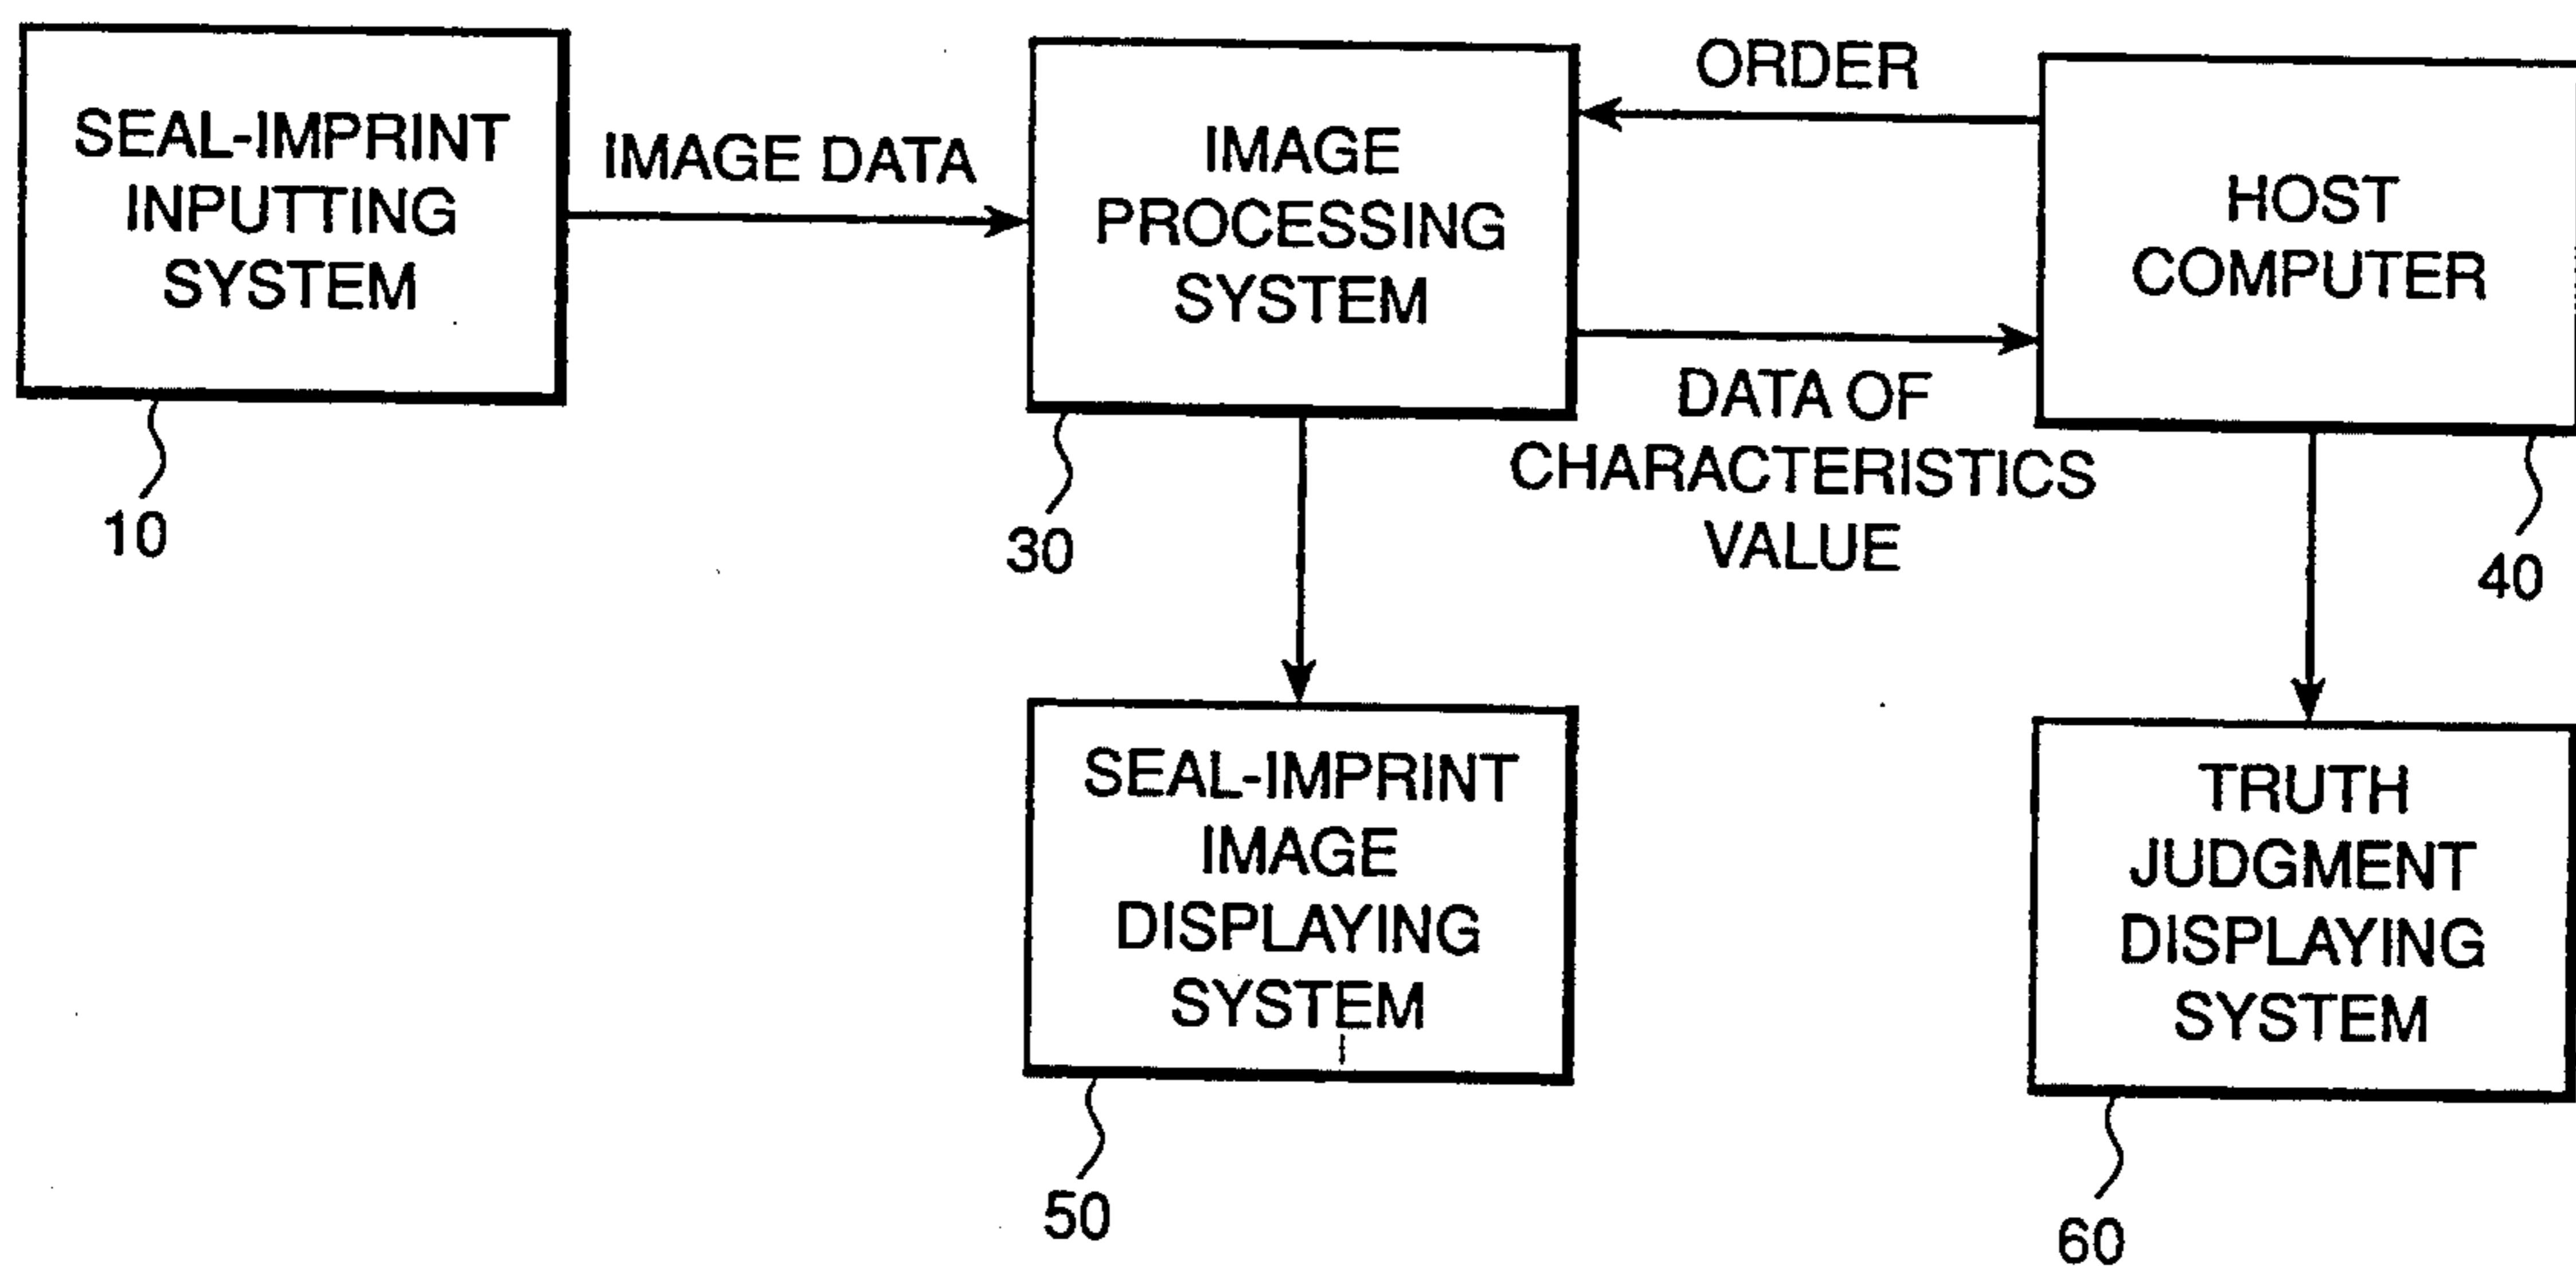 SEAL-IMPRINT
INPUTTING
SYSTEM
10
IMAGE DATA
IMAGE
PROCESSING
SYSTEM
30
ORDER
DATA OF
CHARACTERISTICS
VALUE
HOST
COMPUTER
40
SEAL-IMPRINT
IMAGE
DISPLAYING
SYSTEM
50
TRUTH
JUDGMENT
DISPLAYING
SYSTEM
60